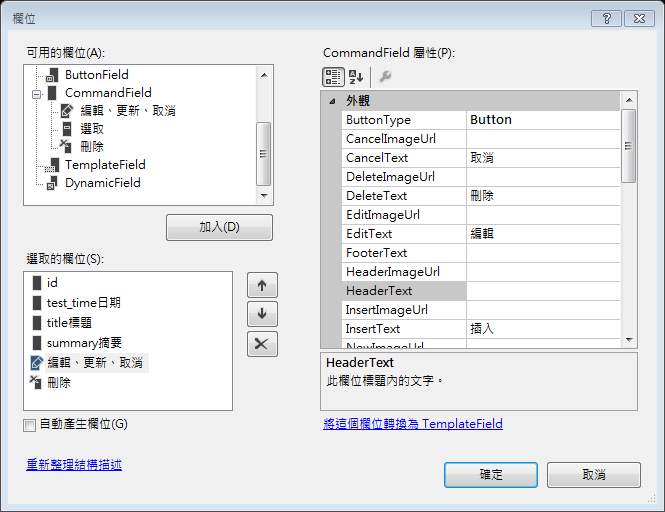 欄位
可用的欄位(A):
ButtonField
CommandField
編輯、更新、取消
選取
刪除
TemplateField
DynamicField
加入(D)
選取的欄位(S):
id
test_time日期
title標題
summary摘要
編輯、更新、取消
刪除
自動產生欄位(G)
重新整理結構描述
CommandField 屬性(P):
外觀
ButtonType Button
CancelImageUrl
CancelText 取消
DeleteImageUrl
DeleteText 刪除
EditImageUrl
EditText 編輯
FooterText
HeaderImageUrl
HeaderText
InsertImageUrl
InsertText 插入
NewImageUrl
HeaderText
此欄位標題內的文字。
將這個欄位轉換為 TemplateField
確定
取消